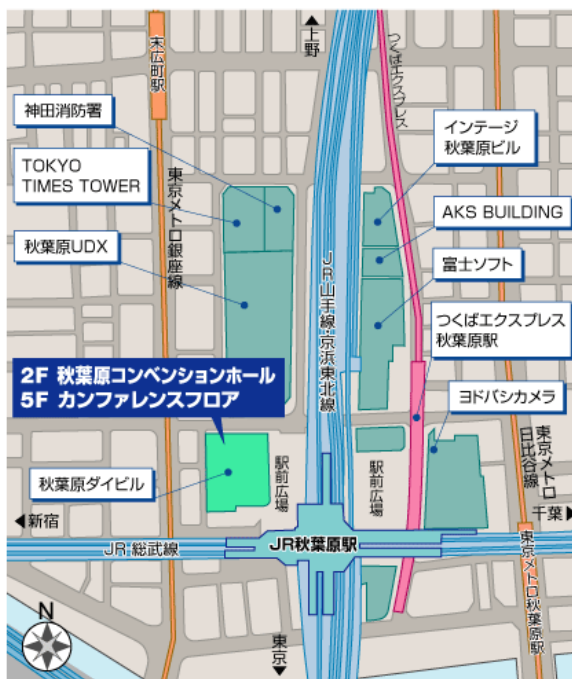 上野
末広町駅
つくばエクスプレス
神田消防署
インテージ
秋葉原ビル
TOKYO
TIMES TOWER
東京メトロ銀座線
AKS BUILDING
秋葉原UDX
JR山手線・京浜東北線
富士ソフト
つくばエクスプレス
秋葉原駅
2F 秋葉原コンベンションホール
5F カンファレンスフロア
ヨドバシカメラ
秋葉原ダイビル
駅前広場
駅前広場
東京メトロ
日比谷線
新宿
千葉
JR 総武線
JR秋葉原駅
東京メトロ秋葉原駅
N
東京